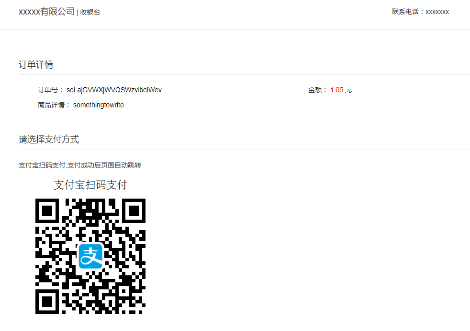 xxxxx有限公司 | 收银台
联系电话：xxxxxxx
订单详情
订单号：
金额： 1.05 元
商品详情： somethingtowrite
请选择支付方式
支付宝扫码支付,支付成功后页面自动跳转
支付宝扫码支付
支